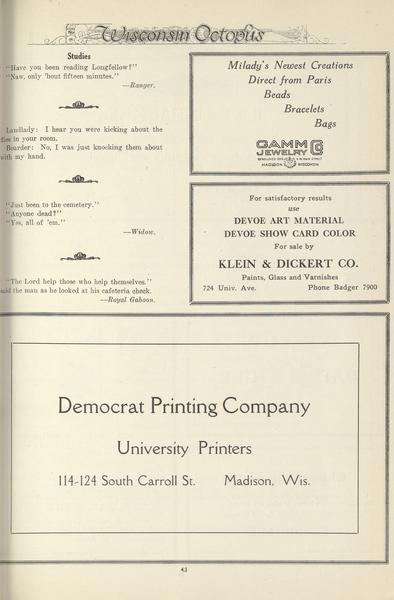 Wisconsin Octopus
Studies
"Have you been reading Longfellow?"
"Naw, only 'bout fifteen minutes."
—Ranger.
Landlady: I hear you were kicking about the
flies in your room.
Boarder: No, I was just knocking them about
with my hand.
"Just been to the cemetery."
"Anyone dead?"
"Yes, all of 'em."
—Widow.
"The Lord help those who help themselves."
said the man as he looked at his cafeteria check.
—Royal Gaboon.
Milady's Newest Creations
Direct from Paris
Beads
Bracelets
Bags
GAMM
JEWELRY CO
MADISON WISCONSIN
For satisfactory results
use
DEVOE ART MATERIAL
DEVOE SHOW CARD COLOR
For sale by
KLEIN & DICKERT CO.
Paints, Glass and Varnishes
724 Univ. Ave. Phone Badger 7900
Democrat Printing Company
University Printers
114-124 South Carroll St. Madison, Wis.
43